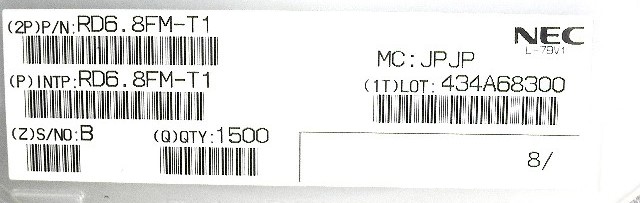 (2P)P/N:RD6.8FM-T1
NEC
L-79V1
MC:JPJP
(P)INTP:RD6.8FM-T1
(1T)LOT:434A68300
(Z)S/NO:B
(Q)QTY:1500
8/